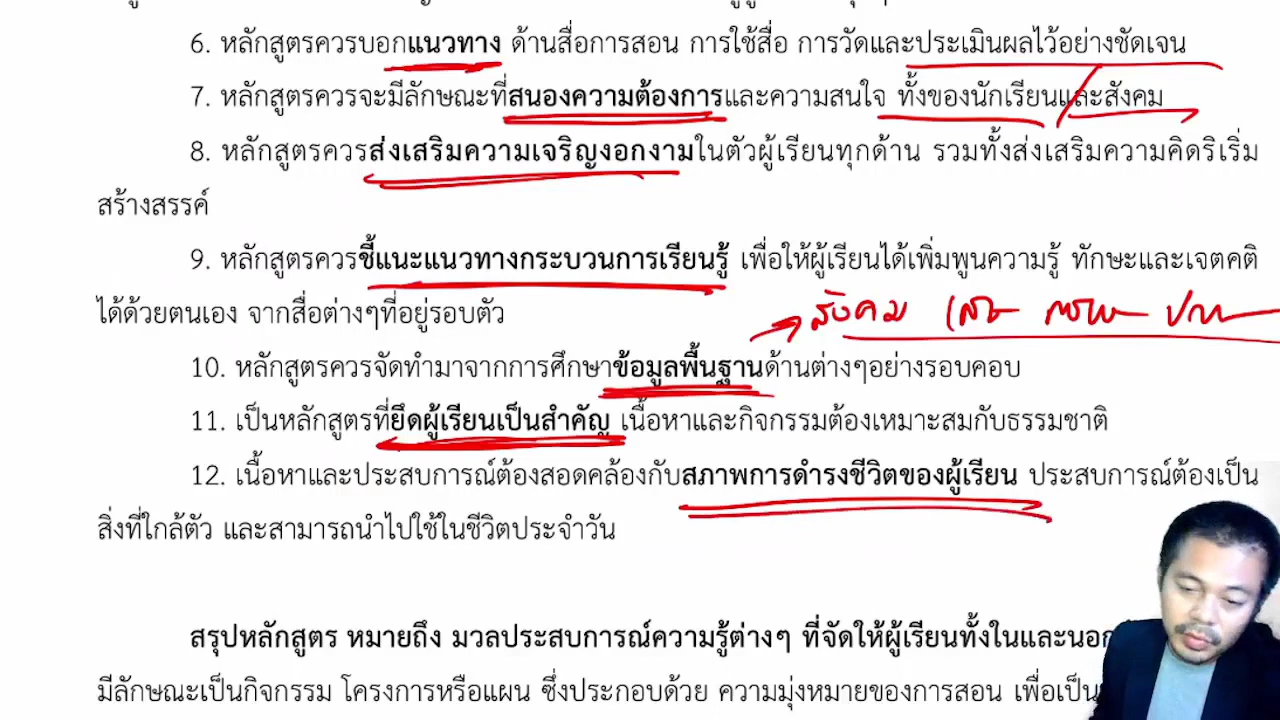 6. หลักสูตรควรบอกแนวทาง ด้านสื่อการสอน การใช้สื่อ การวัดและประเมินผลไว้อย่างชัดเจน
7. หลักสูตรควรจะมีลักษณะที่สนองความต้องการและความสนใจ ทั้งของนักเรียนและสังคม
8. หลักสูตรควรส่งเสริมความเจริญงอกงามในตัวผู้เรียนทุกด้าน รวมทั้งส่งเสริมความคิดริเริ่ม
สร้างสรรค์
9. หลักสูตรควรชี้แนะแนวทางกระบวนการเรียนรู้ เพื่อให้ผู้เรียนได้เพิ่มพูนความรู้ ทักษะและเจตคติ
ได้ด้วยตนเอง จากสื่อต่างๆที่อยู่รอบตัว
สังคม
10. หลักสูตรควรจัดทำมาจากการศึกษาข้อมูลพื้นฐานด้านต่างๆอย่างรอบคอบ
11. เป็นหลักสูตรที่ยึดผู้เรียนเป็นสำคัญ เนื้อหาและกิจกรรมต้องเหมาะสมกับธรรมชาติ
12. เนื้อหาและประสบการณ์ต้องสอดคล้องกับสภาพการดำรงชีวิตของผู้เรียน ประสบการณ์ต้องเป็น
สิ่งที่ใกล้ตัว และสามารถนำไปใช้ในชีวิตประจำวัน
สรุปหลักสูตร หมายถึง มวลประสบการณ์ความรู้ต่างๆ ที่จัดให้ผู้เรียนทั้งในและนอก
มีลักษณะเป็นกิจกรรม โครงการหรือแผน ซึ่งประกอบด้วย ความมุ่งหมายของการสอน เพื่อเป็น